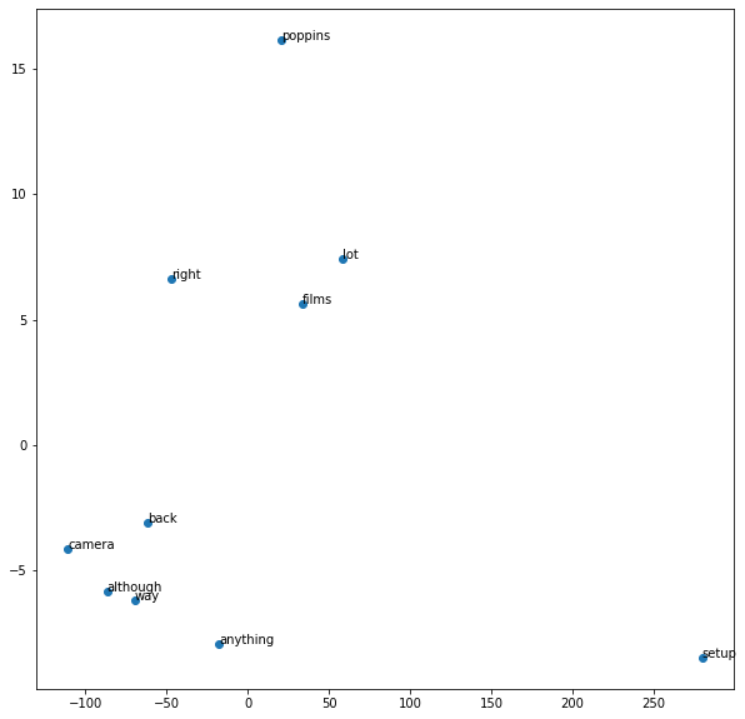 poppins
15
10
lot
right
films
5
0
back
camera
−5
although
way
anything
setup
−100
−50
0
50
100
150
200
250